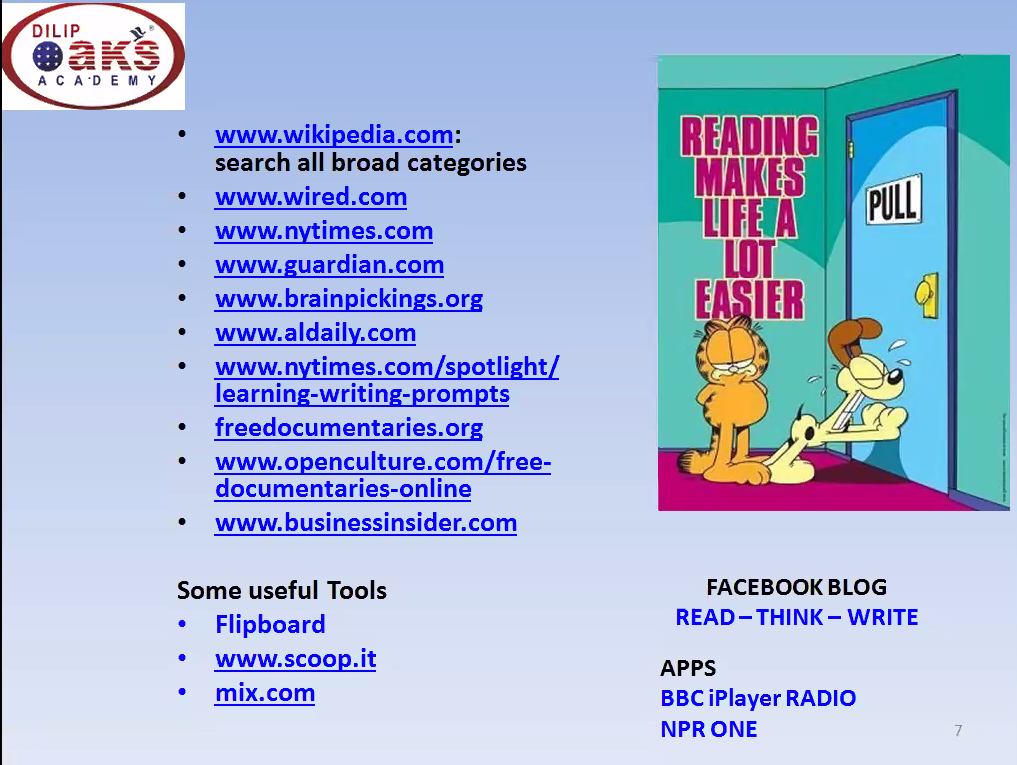 DILIP
Oaks
ACADEMY
• www.wikipedia.com:
search all broad categories
• www.wired.com
• www.nytimes.com
• www.guardian.com
• www.brainpickings.org
• www.aldaily.com
• www.nytimes.com/spotlight/
learning-writing-prompts
• freedocumentaries.org
• www.openculture.com/free-
documentaries-online
• www.businessinsider.com
Some useful Tools
• Flipboard
• www.scoop.it
• mix.com
READING
MAKES
LIFE A
LOT
EASIER
PULL
FACEBOOK BLOG
READ – THINK – WRITE
APPS
BBC iPlayer RADIO
NPR ONE
7